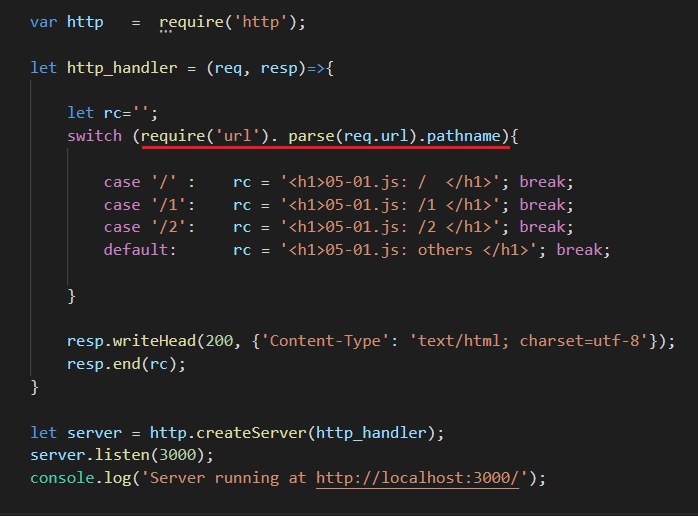 var http   =  require('http');
let http_handler = (req, resp)=>{
let rc='';
switch (require('url'). parse(req.url).pathname){
case '/' :    rc = '<h1>05-01.js: /  </h1>'; break;
case '/1':    rc = '<h1>05-01.js: /1 </h1>'; break;
case '/2':    rc = '<h1>05-01.js: /2 </h1>'; break;
default:      rc = '<h1>05-01.js: others </h1>'; break;
}
resp.writeHead(200, {'Content-Type': 'text/html; charset=utf-8'});
resp.end(rc);
}
let server = http.createServer(http_handler);
server.listen(3000);
console.log('Server running at http://localhost:3000/');